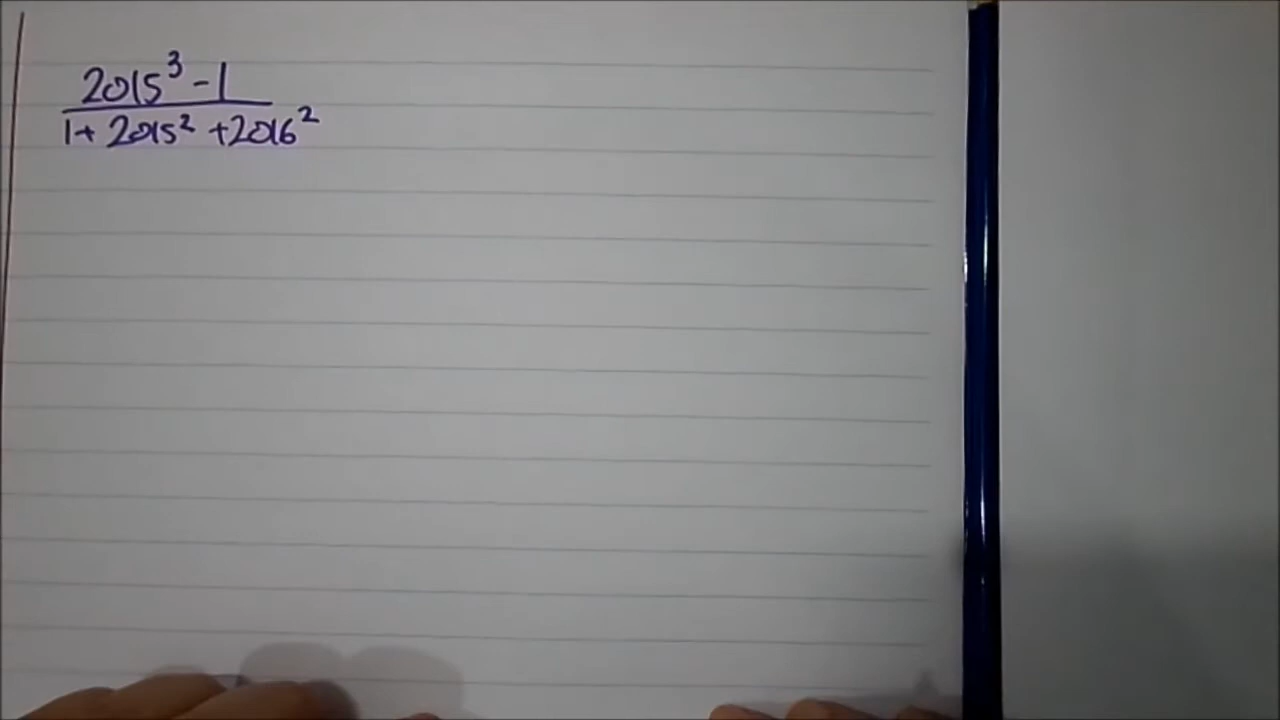 2015³ - 1
1 + 2015² + 2016²